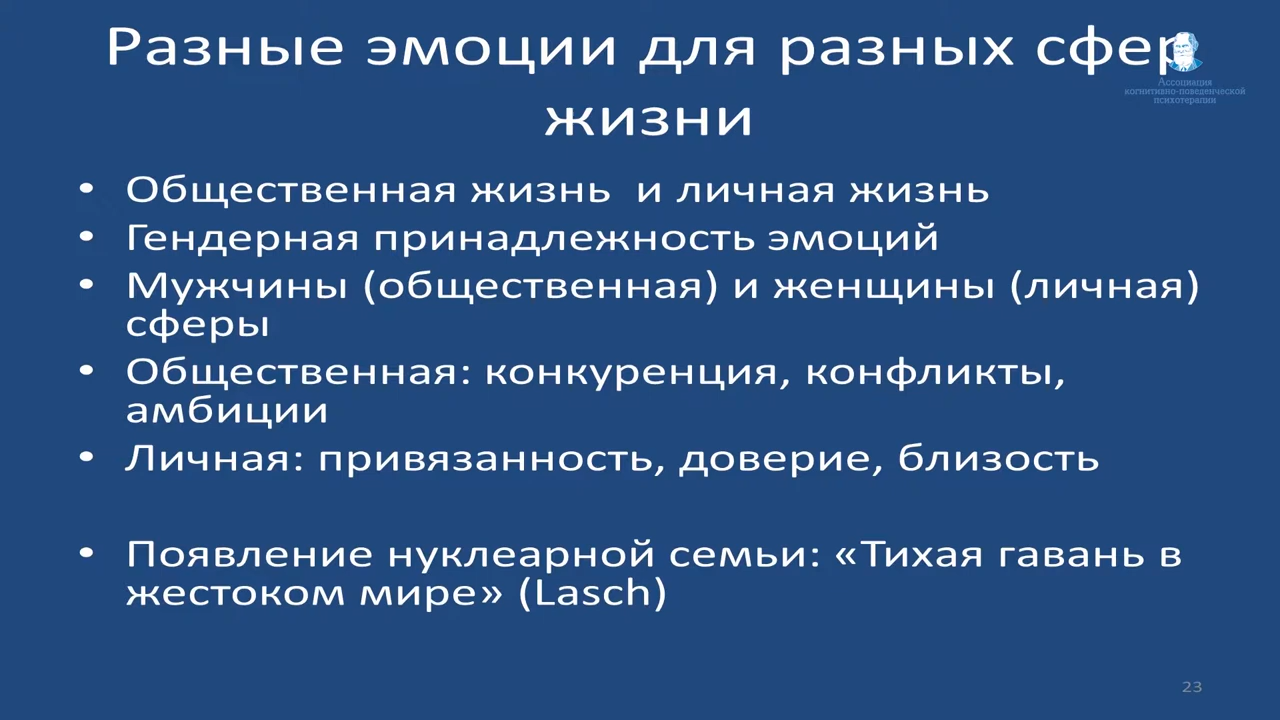 Разные эмоции для разных сфер
жизни
Ассоциация
когнитивно-поведенческой
психотерапии
• Общественная жизнь  и личная жизнь
• Гендерная принадлежность эмоций
• Мужчины (общественная) и женщины (личная)
сферы
• Общественная: конкуренция, конфликты,
амбиции
• Личная: привязанность, доверие, близость
• Появление нуклеарной семьи: «Тихая гавань в
жестоком мире» (Lasch)
23